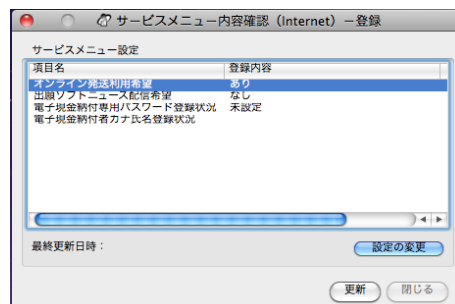 サービスメニュー内容確認（Internet）－登録
サービスメニュー設定
項目名 登録内容
オンライン発送利用希望 あり
出願ソフトニュース配信希望 なし
電子現金納付専用パスワード登録状況 未設定
電子現金納付者カナ氏名登録状況
最終更新日時：
設定の変更
更新 閉じる